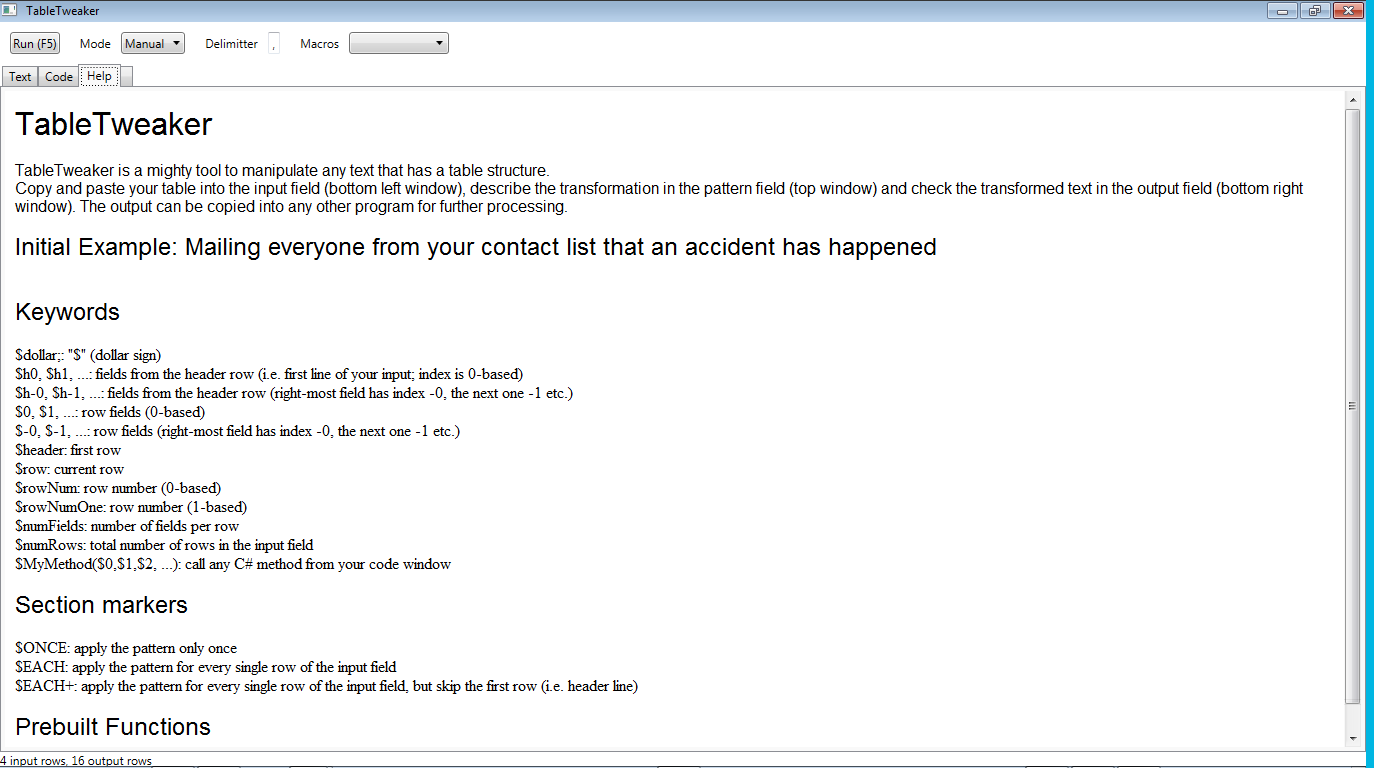 TableTweaker
Run (F5) Mode Manual Delimitter , Macros
Text Code Help
TableTweaker
TableTweaker is a mighty tool to manipulate any text that has a table structure.
Copy and paste your table into the input field (bottom left window), describe the transformation in the pattern field (top window) and check the transformed text in the output field (bottom right
window). The output can be copied into any other program for further processing.
Initial Example: Mailing everyone from your contact list that an accident has happened
Keywords
$dollar;: "$" (dollar sign)
$h0, $h1, ...: fields from the header row (i.e. first line of your input; index is 0-based)
$h-0, $h-1, ...: fields from the header row (right-most field has index -0, the next one -1 etc.)
$0, $1, ...: row fields (0-based)
$-0, $-1, ...: row fields (right-most field has index -0, the next one -1 etc.)
$header: first row
$row: current row
$rowNum: row number (0-based)
$rowNumOne: row number (1-based)
$numFields: number of fields per row
$numRows: total number of rows in the input field
$MyMethod($0,$1,$2, ...): call any C# method from your code window
Section markers
$ONCE: apply the pattern only once
$EACH: apply the pattern for every single row of the input field
$EACH+: apply the pattern for every single row of the input field, but skip the first row (i.e. header line)
Prebuilt Functions
4 input rows, 16 output rows